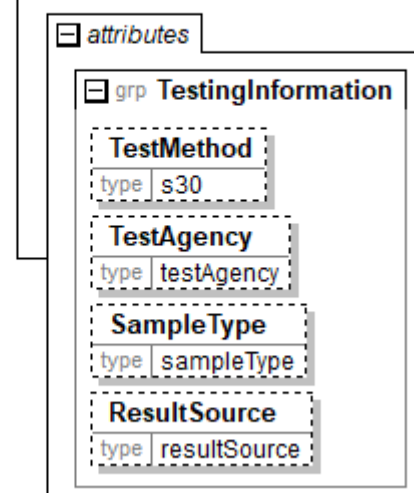 attributes
grp TestingInformation
TestMethod
type s30
TestAgency
type testAgency
SampleType
type sampleType
ResultSource
type resultSource